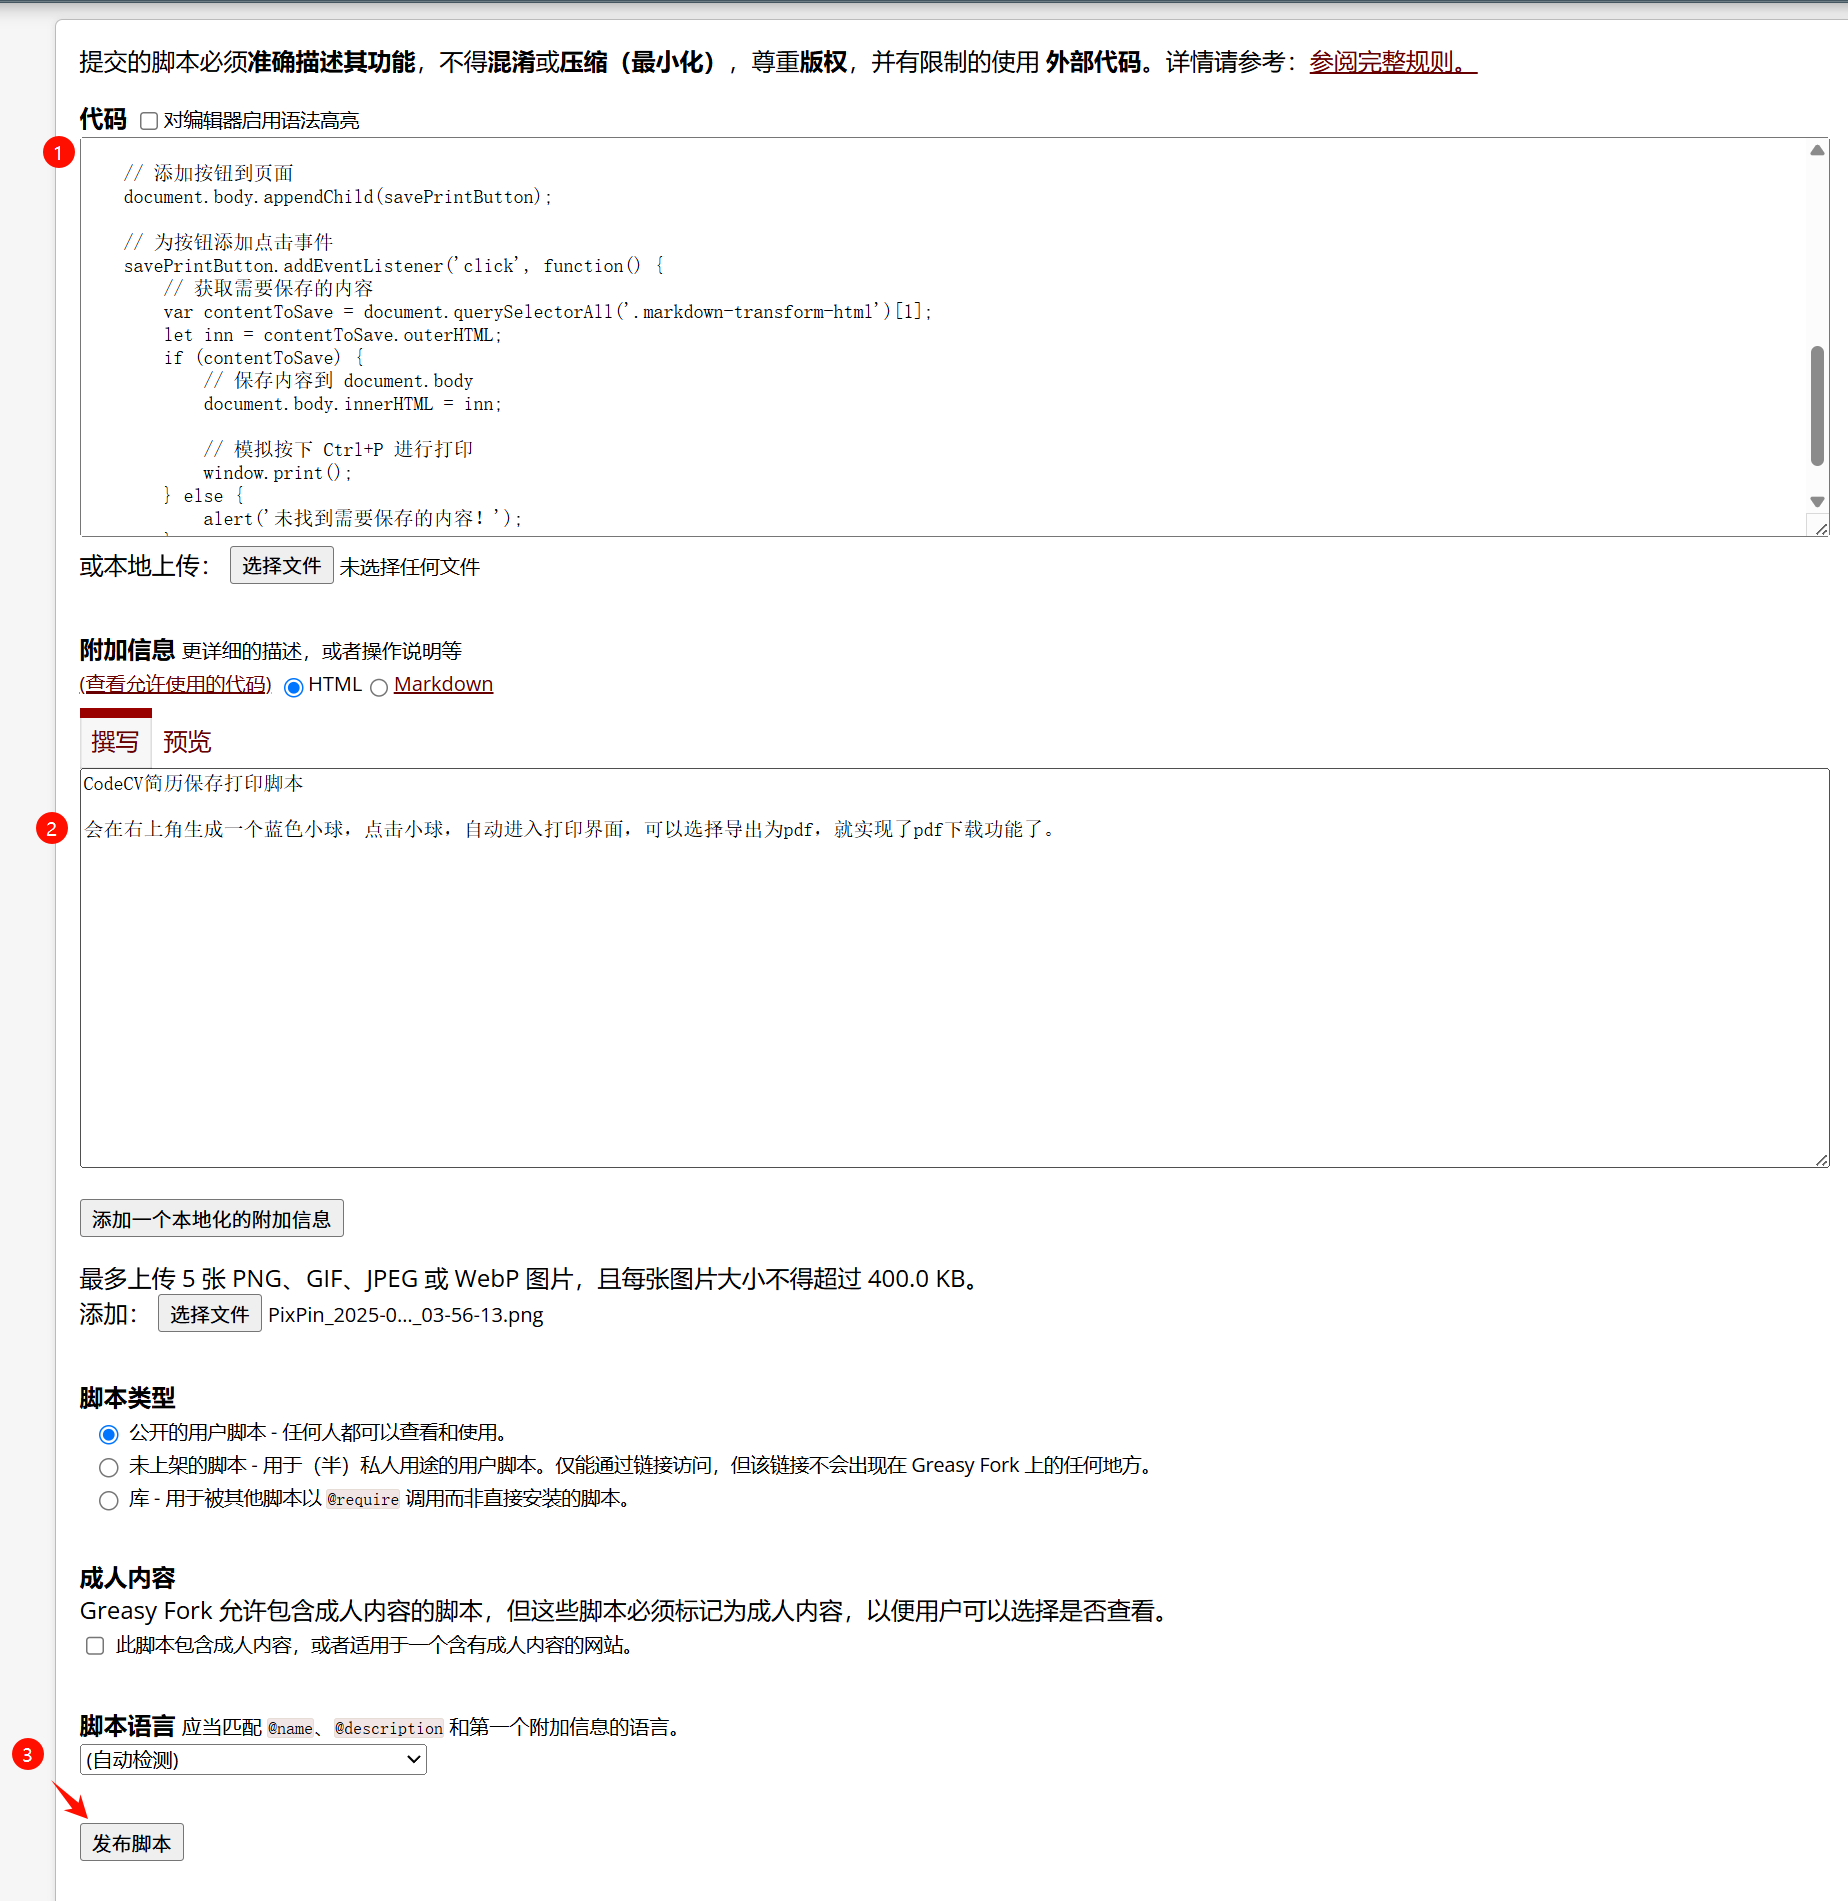 提交的脚本必须准确描述其功能，不得混淆或压缩（最小化），尊重版权，并有限制的使用 外部代码。详情请参考：参阅完整规则。
代码 对编辑器启用语法高亮
1
// 添加按钮到页面
document.body.appendChild(savePrintButton);
// 为按钮添加点击事件
savePrintButton.addEventListener('click', function() {
// 获取需要保存的内容
var contentToSave = document.querySelectorAll('.markdown-transform-html')[1];
let inn = contentToSave.outerHTML;
if (contentToSave) {
// 保存内容到 document.body
document.body.innerHTML = inn;
// 模拟按下 Ctrl+P 进行打印
window.print();
} else {
alert('未找到需要保存的内容！');
或本地上传： 选择文件 未选择任何文件
附加信息 更详细的描述，或者操作说明等
(查看允许使用的代码) HTML Markdown
撰写 预览
CodeCV简历保存打印脚本
2
会在右上角生成一个蓝色小球，点击小球，自动进入打印界面，可以选择导出为pdf，就实现了pdf下载功能了。
添加一个本地化的附加信息
最多上传 5 张 PNG、GIF、JPEG 或 WebP 图片，且每张图片大小不得超过 400.0 KB。
添加： 选择文件 PixPin_2025-0..._03-56-13.png
脚本类型
公开的用户脚本 - 任何人都可以查看和使用。
未上架的脚本 - 用于（半）私人用途的用户脚本。仅能通过链接访问，但该链接不会出现在 Greasy Fork 上的任何地方。
库 - 用于被其他脚本以 @require 调用而非直接安装的脚本。
成人内容
Greasy Fork 允许包含成人内容的脚本，但这些脚本必须标记为成人内容，以便用户可以选择是否查看。
此脚本包含成人内容，或者适用于一个含有成人内容的网站。
脚本语言 应当匹配 @name、@description 和第一个附加信息的语言。
3
(自动检测)
发布脚本